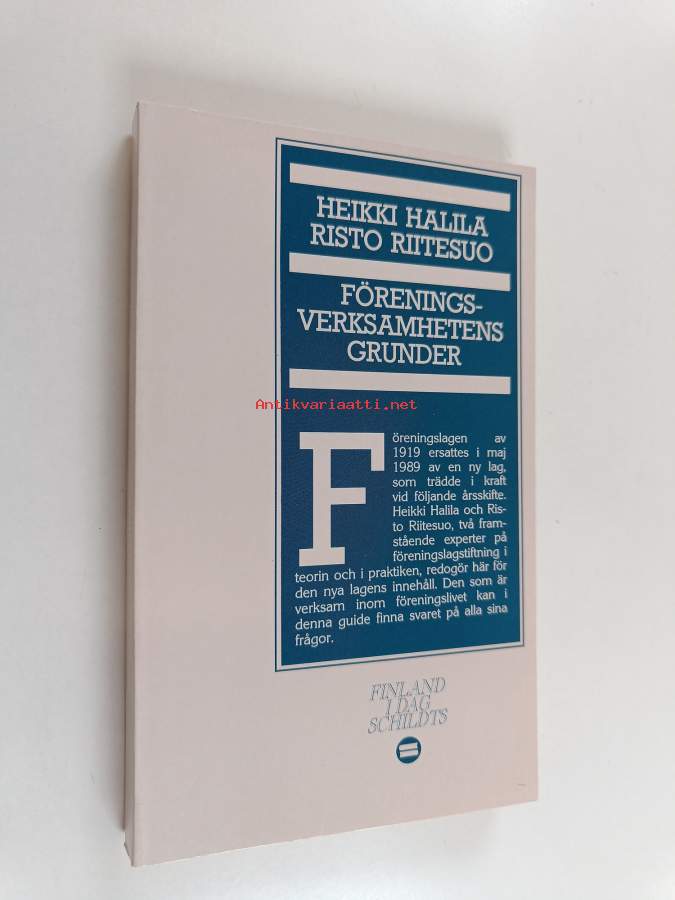 HEIKKI HALILA
RISTO RIITESUO
FÖRENINGS-
VERKSAMHETENS
GRUNDER
Antikvariaatti.net
Föreningslagen av
1919 ersattes i maj
1989 av en ny lag,
som trädde i kraft
vid följande årsskifte.
Heikki Halila och Ris-
to Riitesuo, två fram-
stående experter på
föreningslagstiftning i
teorin och i praktiken, redogör här för
den nya lagens innehåll. Den som är
verksam inom föreningslivet kan i
denna guide finna svaret på alla sina
frågor.
FINLAND
I DAG
SCHILDTS